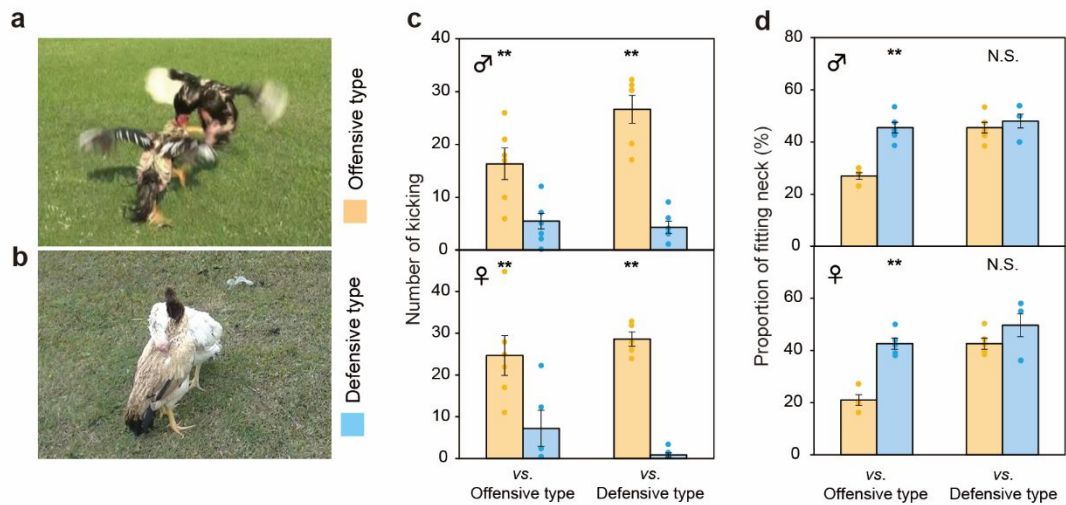 a
Offensive type
b
Defensive type
c
Number of kicking
40
30
20
10
0
♂
**
**
40
30
20
10
0
♀
**
**
vs.
Offensive type
vs.
Defensive type
d
Proportion of fitting neck (%)
80
60
40
20
0
♂
**
N.S.
60
40
20
0
♀
**
N.S.
vs.
Offensive type
vs.
Defensive type